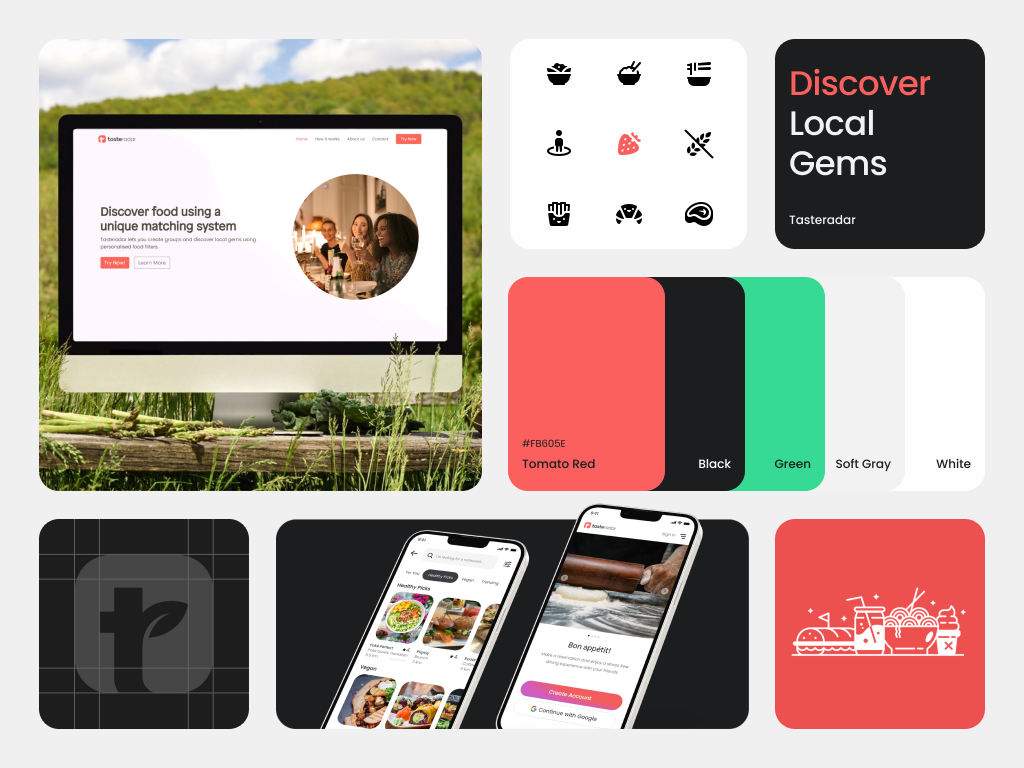 tasteradar
Home
How it works
About us
Contact
Try Now
Discover food using a
unique matching system
Tasteradar lets you create groups and discover local gems using
personalised food filters.
Try Now!
Learn More
Discover
Local
Gems
Tasteradar
#FB605E
Tomato Red
Black
Green
Soft Gray
White
9:41
I'm looking for a restaurant...
For You
Healthy Picks
Vegan
Trending
Healthy Picks
Poké Perfect
Vegan
9:41
tasteradar
Sign in
Bon appétit!
Make a reservation and enjoy a stress free
dining experience with your friends.
Create Account
Continue with Google